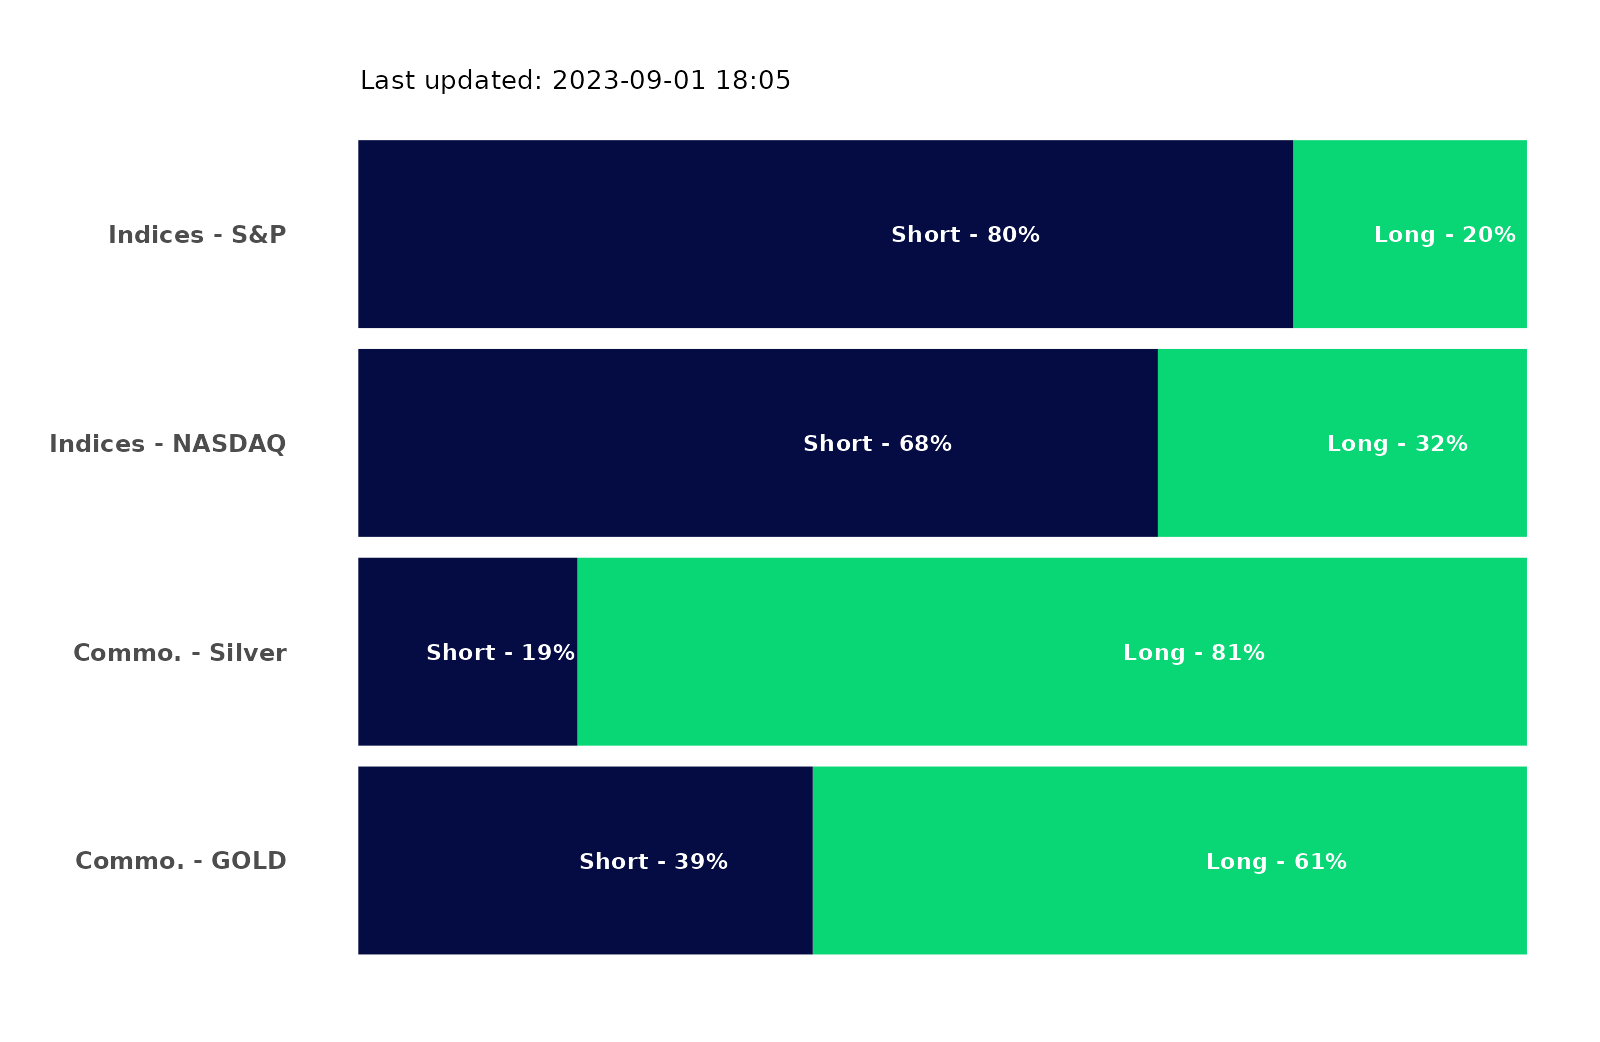 Last updated: 2023-09-01 18:05
Indices - S&P Short - 80% Long - 20%
Indices - NASDAQ Short - 68% Long - 32%
Commo. - Silver Short - 19% Long - 81%
Commo. - GOLD Short - 39% Long - 61%